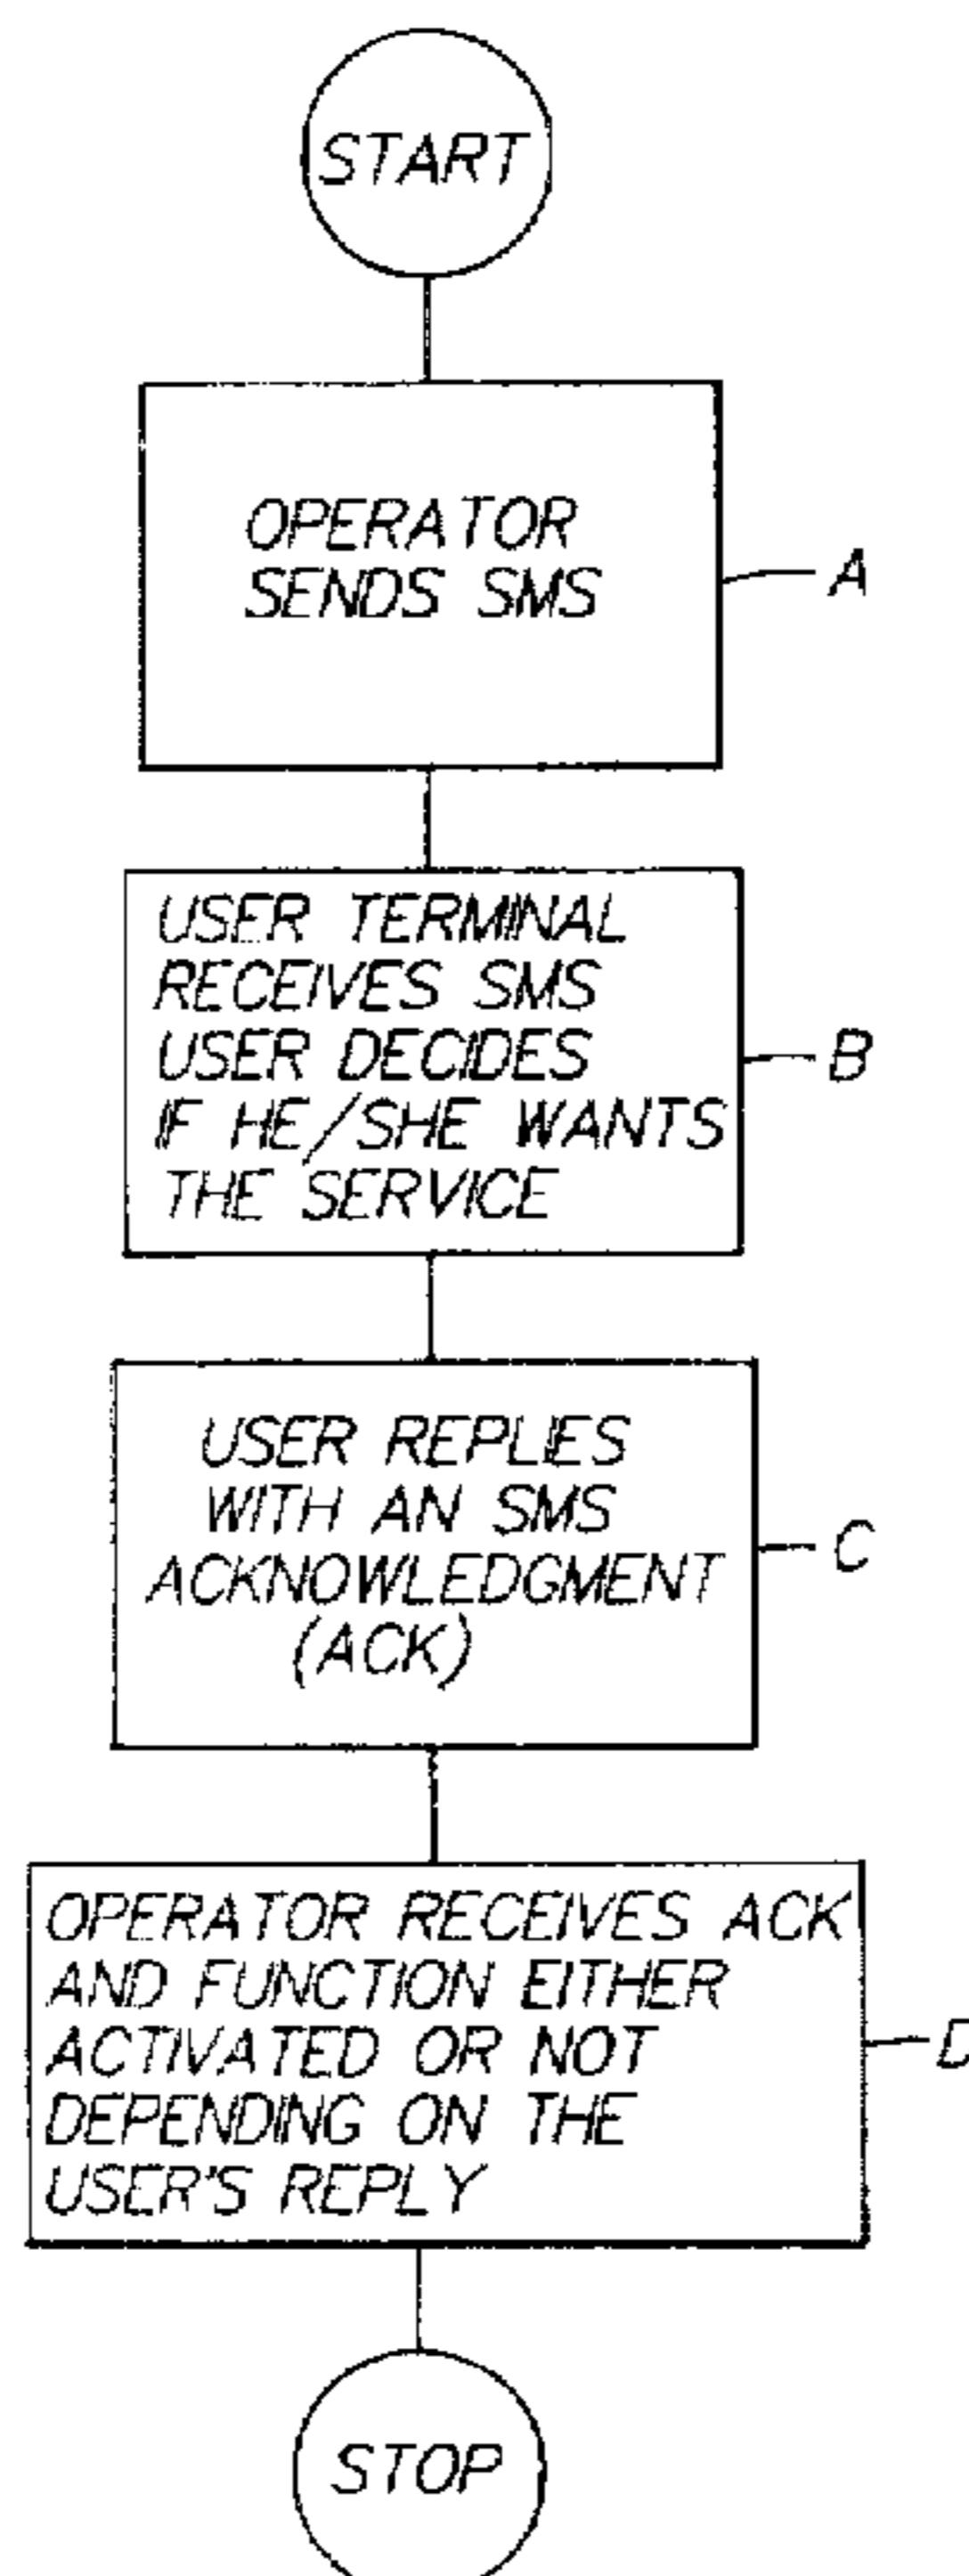 START
OPERATOR
SENDS SMS
A
USER TERMINAL
RECEIVES SMS
USER DECIDES
IF HE/SHE WANTS
THE SERVICE
B
USER REPLIES
WITH AN SMS
ACKNOWLEDGMENT
(ACK)
C
OPERATOR RECEIVES ACK
AND FUNCTION EITHER
ACTIVATED OR NOT
DEPENDING ON THE
USER'S REPLY
D
STOP